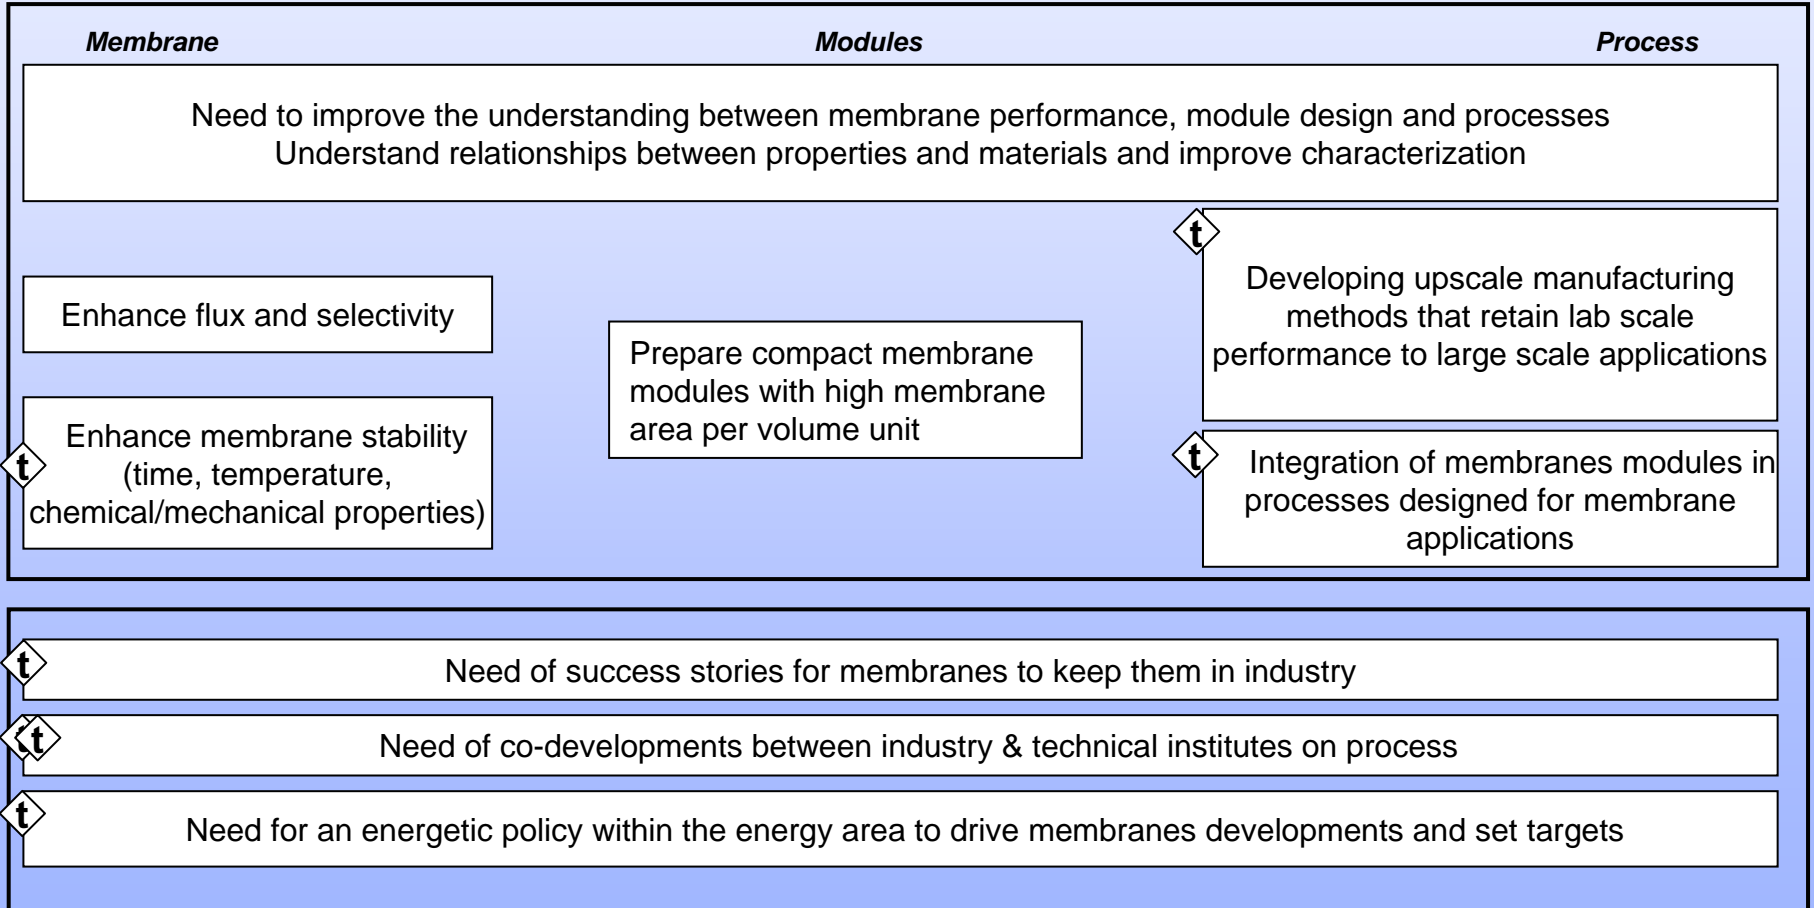 Membrane Modules Process
Need to improve the understanding between membrane performance, module design and processes
Understand relationships between properties and materials and improve characterization
t
Developing upscale manufacturing
methods that retain lab scale
performance to large scale applications
Enhance flux and selectivity
Prepare compact membrane
modules with high membrane
area per volume unit
t
Enhance membrane stability
(time, temperature,
chemical/mechanical properties)
t
Integration of membranes modules in
processes designed for membrane
applications
t
Need of success stories for membranes to keep them in industry
t t
Need of co-developments between industry & technical institutes on process
t
Need for an energetic policy within the energy area to drive membranes developments and set targets